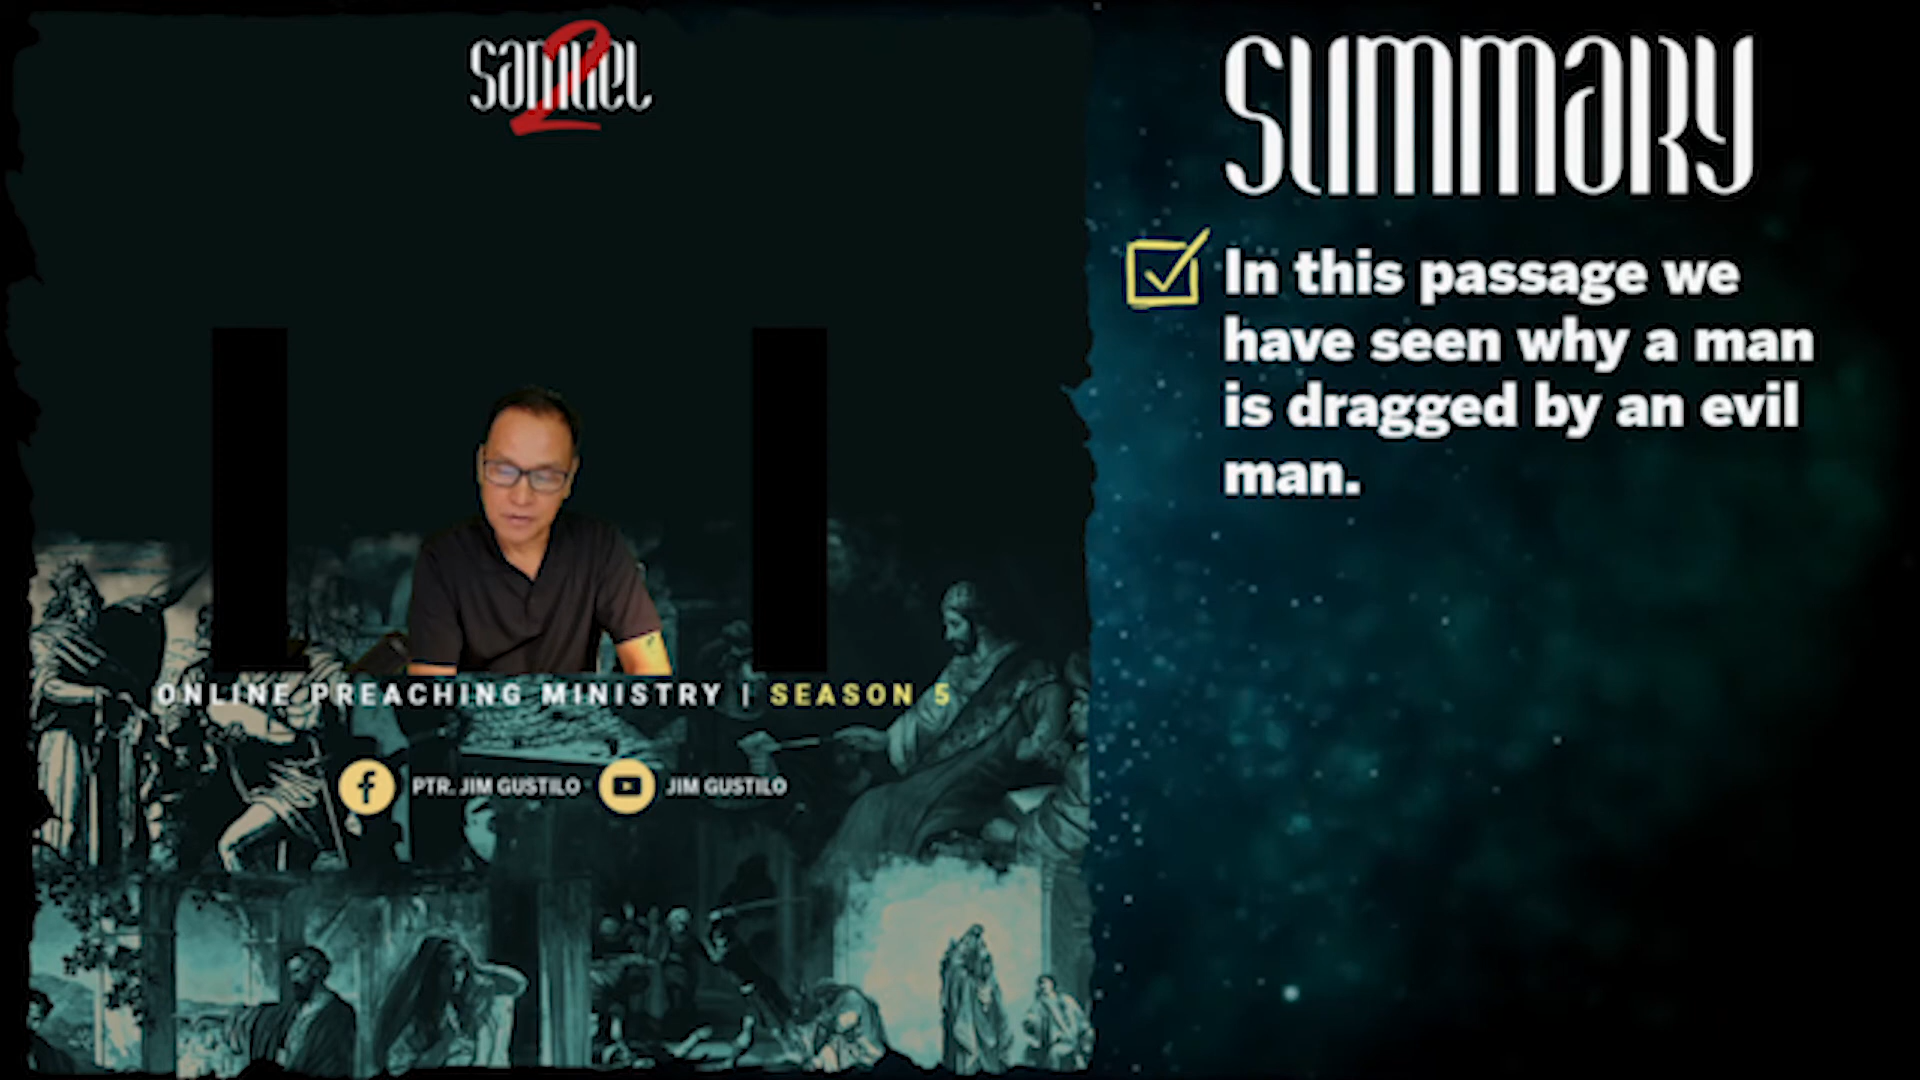 Samuel
2
ONLINE PREACHING MINISTRY | SEASON 5
PTR. JIM GUSTILO
JIM GUSTILO
SUMMARY
In this passage we
have seen why a man
is dragged by an evil
man.